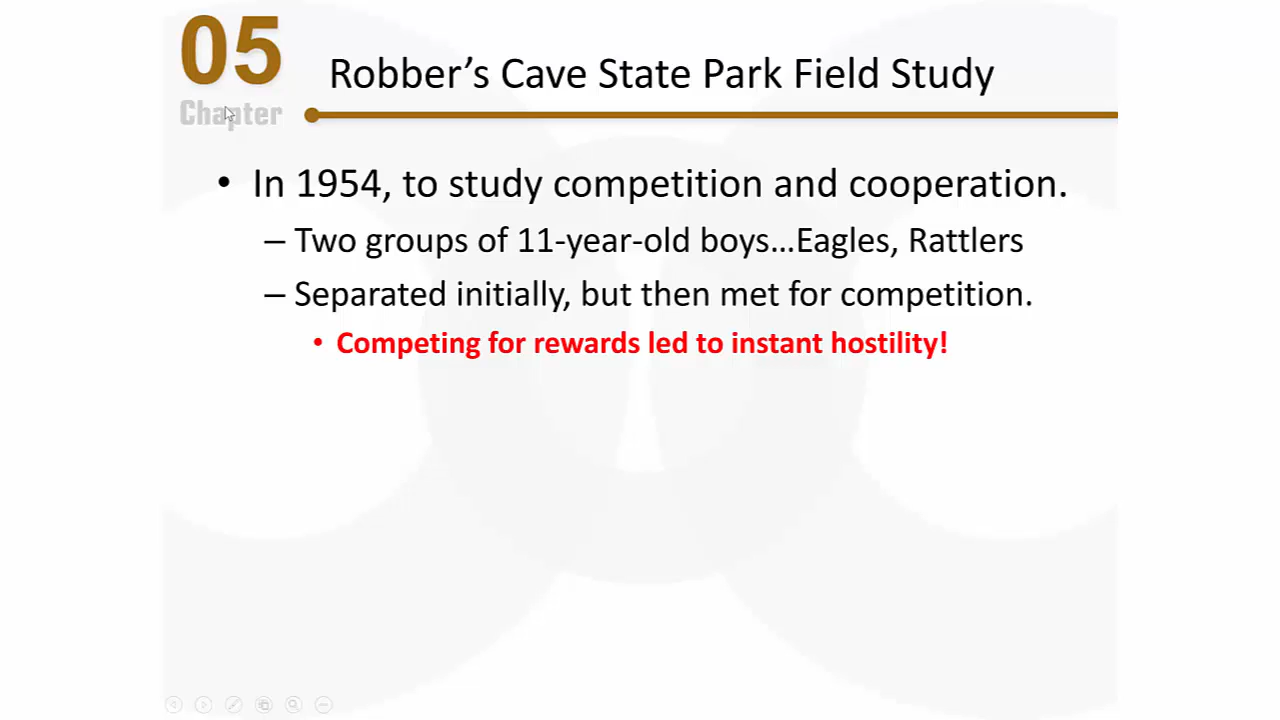 05
Chapter
Robber’s Cave State Park Field Study
• In 1954, to study competition and cooperation.
– Two groups of 11-year-old boys…Eagles, Rattlers
– Separated initially, but then met for competition.
• Competing for rewards led to instant hostility!